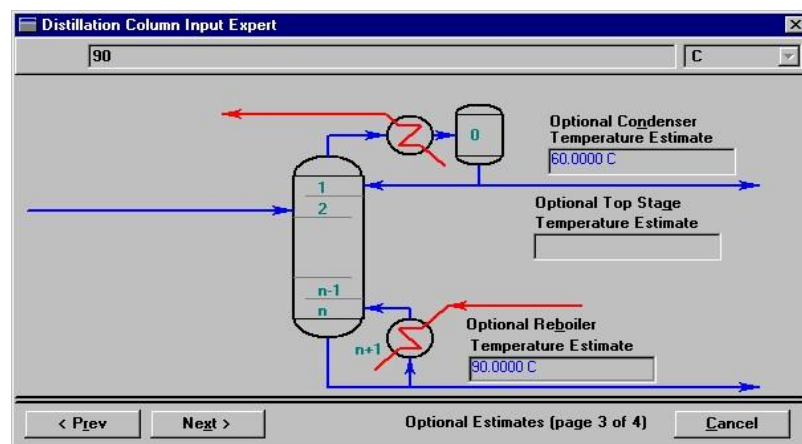 Distillation Column Input Expert
90
C
Optional Condenser
Temperature Estimate
0
60.0000 C
1
2
Optional Top Stage
Temperature Estimate
n-1
n
Optional Reboiler
n+1
Temperature Estimate
90.0000 C
< Prev
Next >
Optional Estimates (page 3 of 4)
Cancel